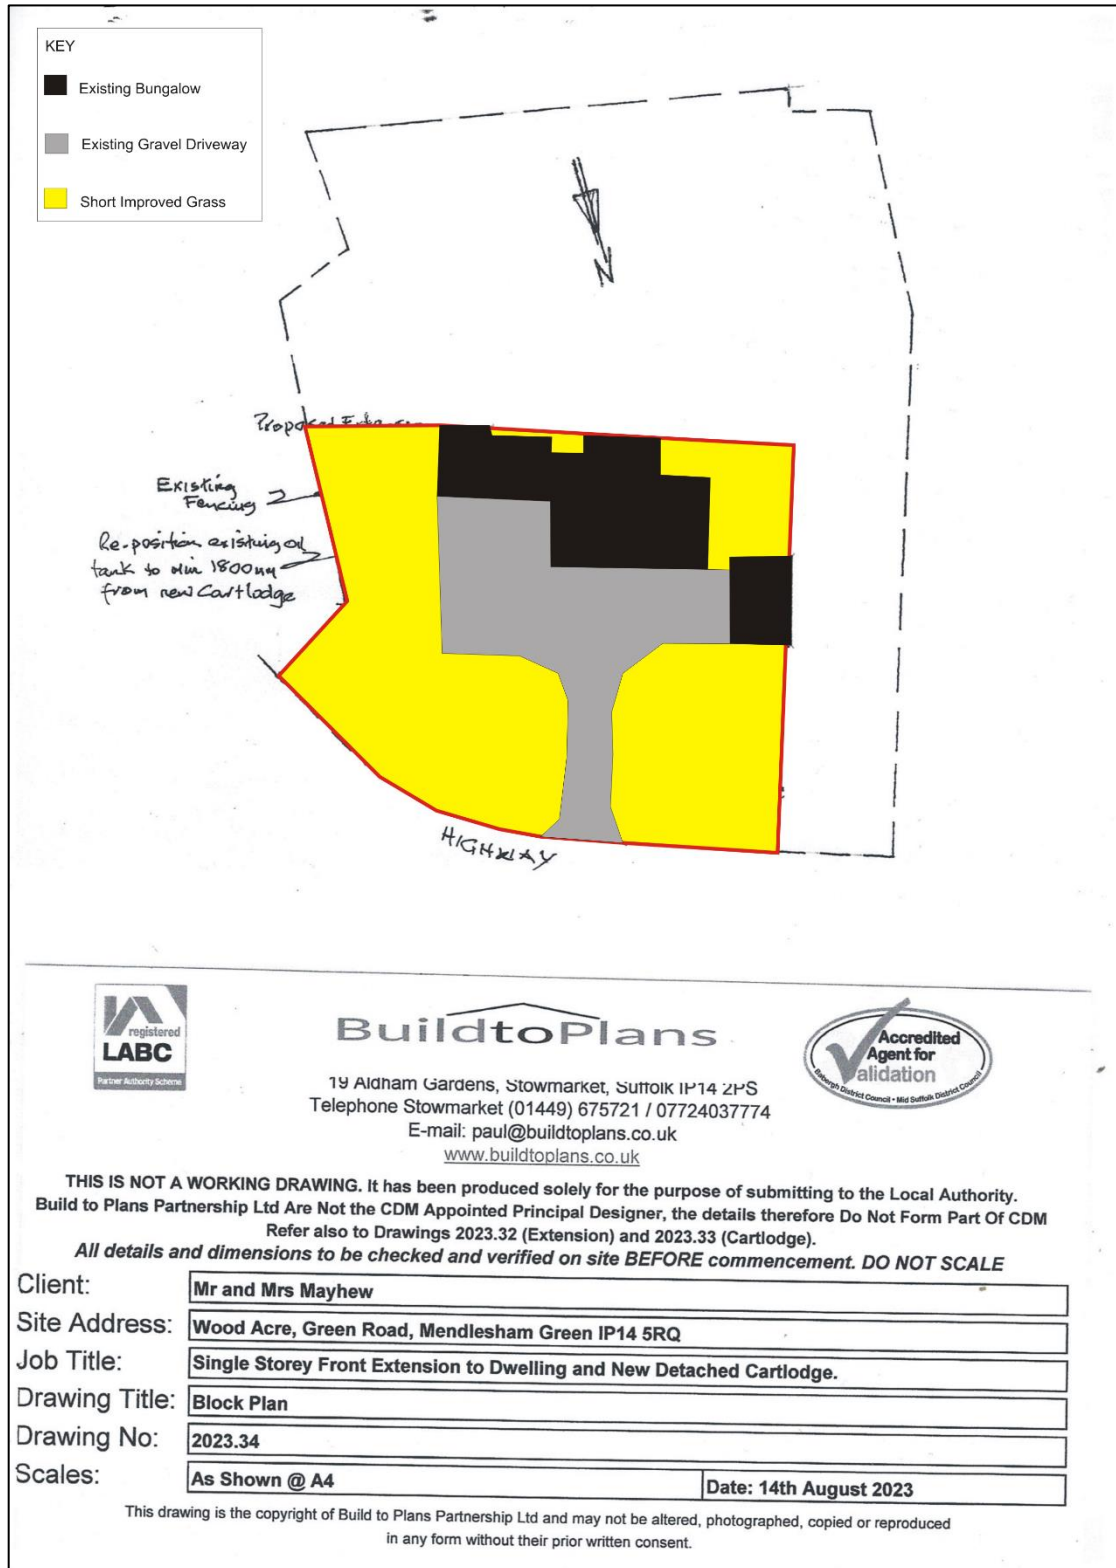 KEY
Existing Bungalow
Existing Gravel Driveway
Short Improved Grass
N
Proposed
Existing
Fencing
Re-position existing oil
tank to min 1800mm
from new Cartlodge
HIGHWAY
registered
LABC
Partner Authority Scheme
BuildtoPlans
Accredited
Agent for
Validation
Babergh District Council • Mid Suffolk District Council
19 Aldham Gardens, Stowmarket, Suffolk IP14 2PS
Telephone Stowmarket (01449) 675721 / 07724037774
E-mail: paul@buildtoplans.co.uk
www.buildtoplans.co.uk
THIS IS NOT A WORKING DRAWING. It has been produced solely for the purpose of submitting to the Local Authority.
Build to Plans Partnership Ltd Are Not the CDM Appointed Principal Designer, the details therefore Do Not Form Part Of CDM
Refer also to Drawings 2023.32 (Extension) and 2023.33 (Cartlodge).
All details and dimensions to be checked and verified on site BEFORE commencement. DO NOT SCALE
Client: Mr and Mrs Mayhew
Site Address: Wood Acre, Green Road, Mendlesham Green IP14 5RQ
Job Title: Single Storey Front Extension to Dwelling and New Detached Cartlodge.
Drawing Title: Block Plan
Drawing No: 2023.34
Scales: As Shown @ A4 Date: 14th August 2023
This drawing is the copyright of Build to Plans Partnership Ltd and may not be altered, photographed, copied or reproduced
in any form without their prior written consent.